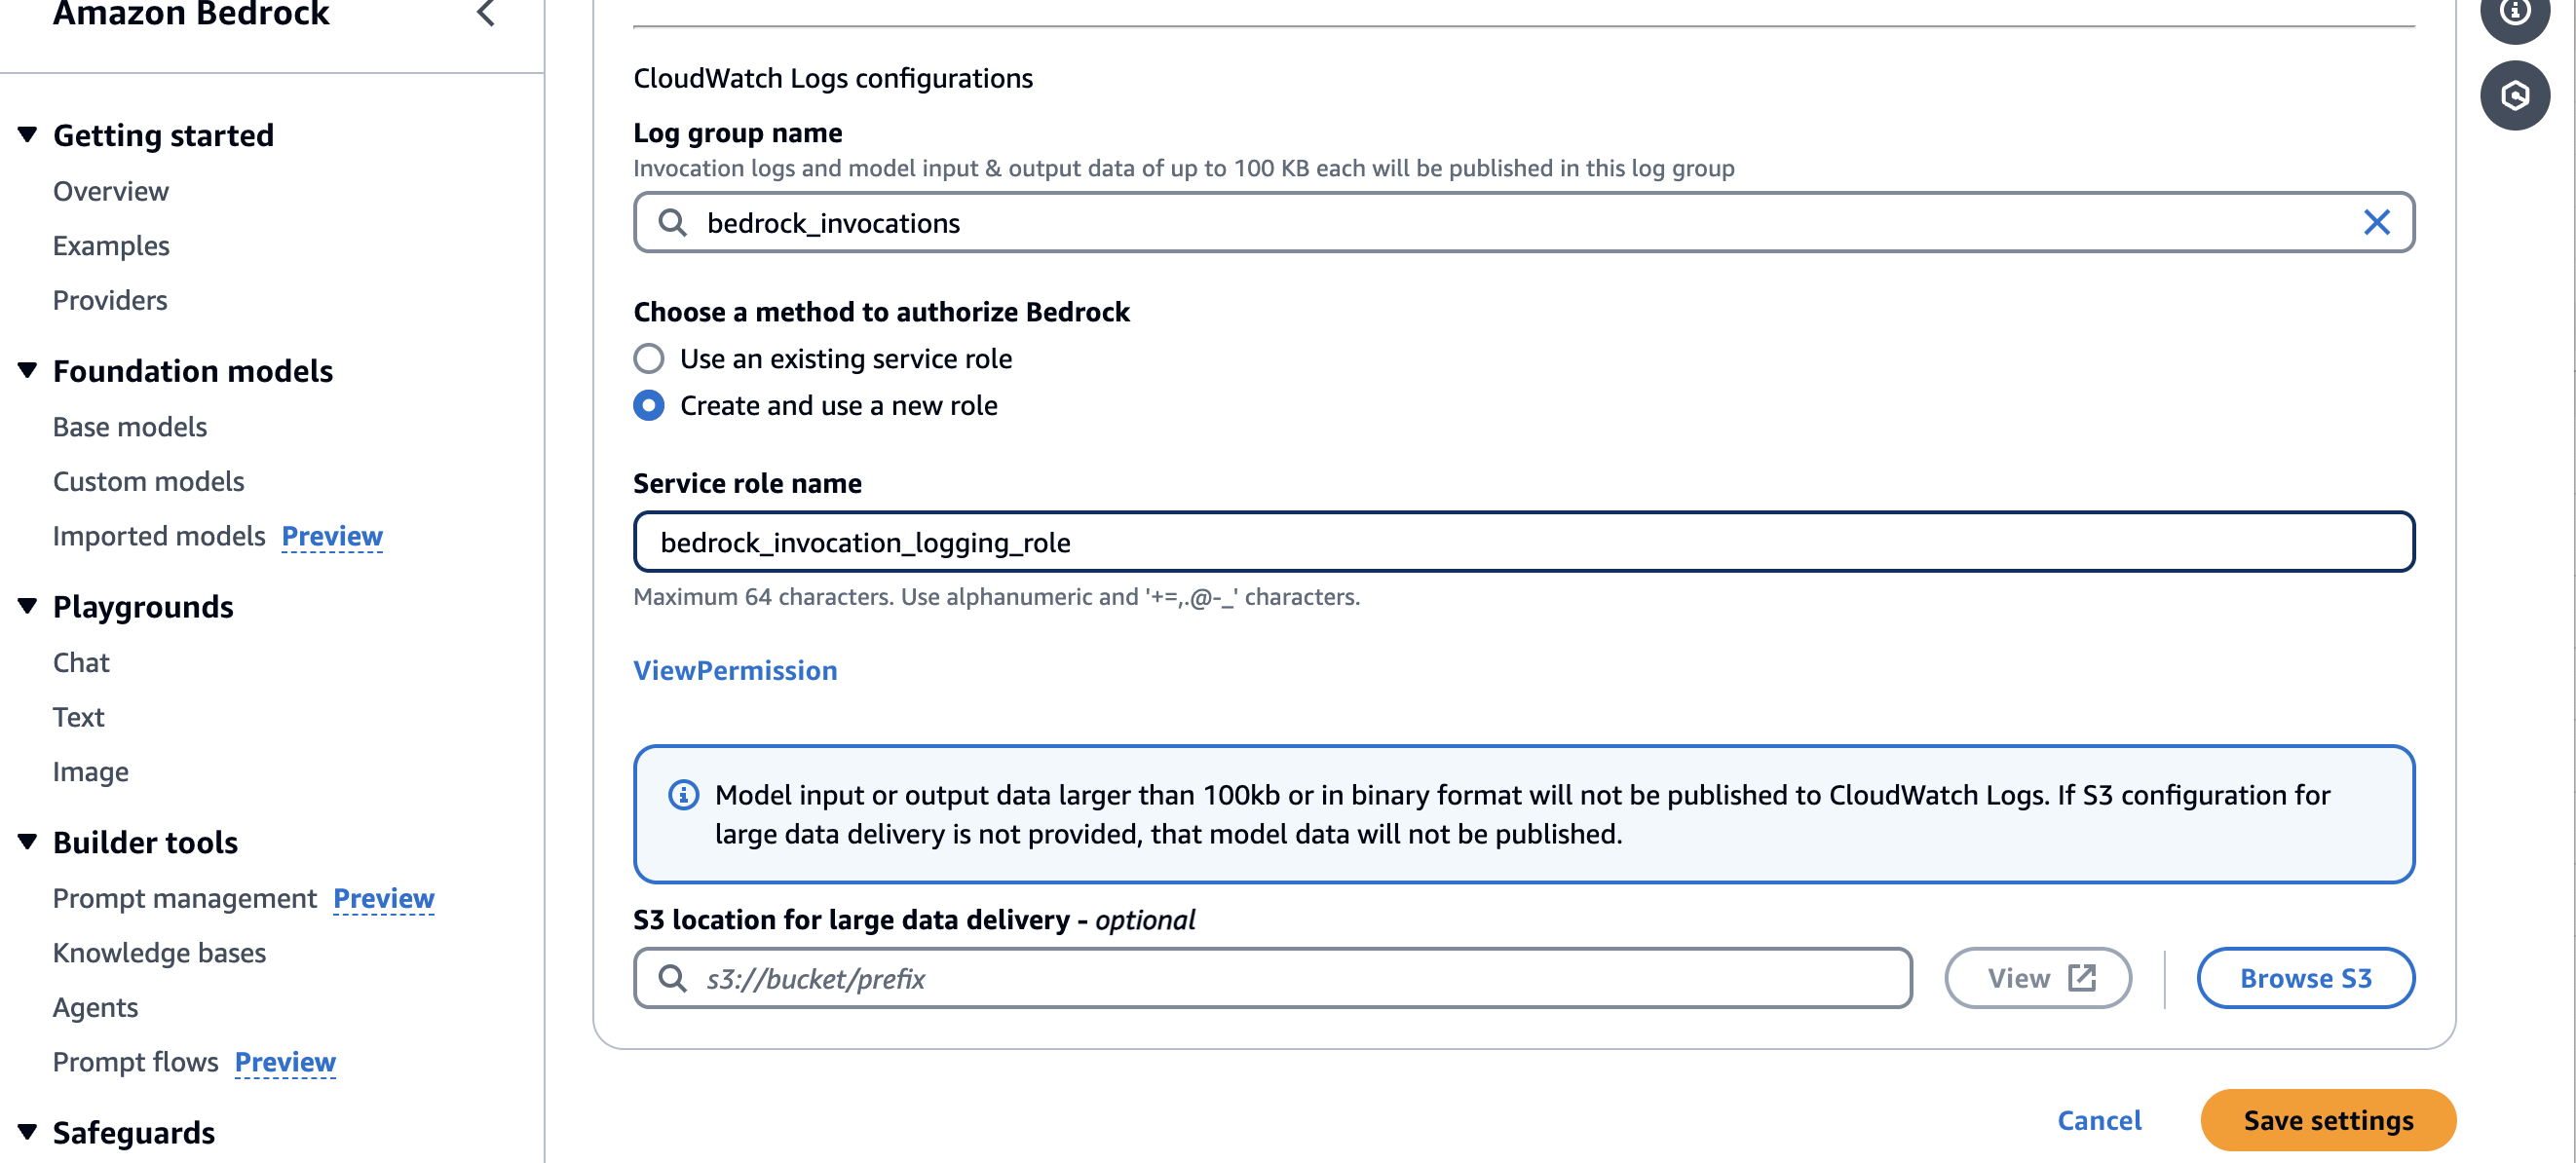 Amazon Bedrock
Getting started
Overview
Examples
Providers
Foundation models
Base models
Custom models
Imported models Preview
Playgrounds
Chat
Text
Image
Builder tools
Prompt management Preview
Knowledge bases
Agents
Prompt flows Preview
Safeguards
CloudWatch Logs configurations
Log group name
Invocation logs and model input & output data of up to 100 KB each will be published in this log group
bedrock_invocations
Choose a method to authorize Bedrock
Use an existing service role
Create and use a new role
Service role name
bedrock_invocation_logging_role
Maximum 64 characters. Use alphanumeric and '+=,.@-_' characters.
ViewPermission
Model input or output data larger than 100kb or in binary format will not be published to CloudWatch Logs. If S3 configuration for
large data delivery is not provided, that model data will not be published.
S3 location for large data delivery - optional
s3://bucket/prefix
View
Browse S3
Cancel
Save settings